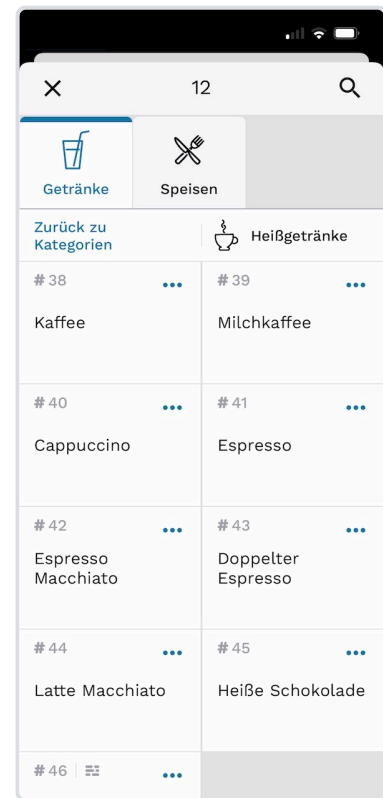 12
Getränke
Speisen
Zurück zu
Kategorien
Heißgetränke
#38
#39
Kaffee
Milchkaffee
#40
#41
Cappuccino
Espresso
#42
#43
Espresso
Macchiato
Doppelter
Espresso
#44
#45
Latte Macchiato
Heiße Schokolade
#46